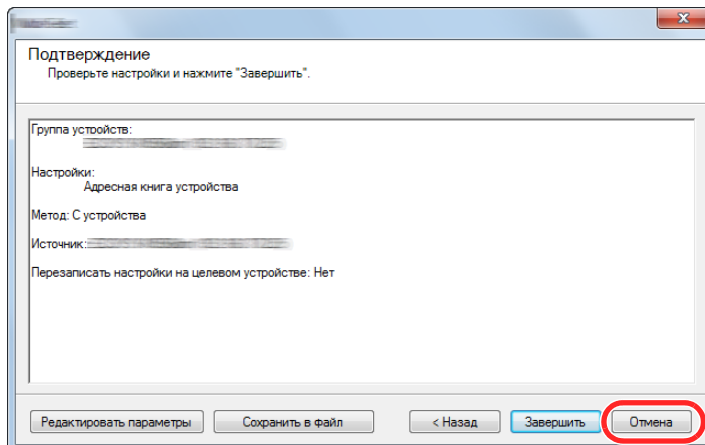 Подтверждение
Проверьте настройки и нажмите "Завершить".
Группа устройств:
Настройки:
Адресная книга устройства
Метод: С устройства
Источник:
Перезаписать настройки на целевом устройстве: Нет
Редактировать параметры
Сохранить в файл
< Назад
Завершить
Отмена